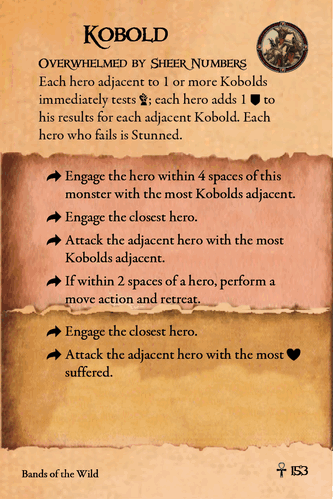 Kobold
Overwhelmed by Sheer Numbers
Each hero adjacent to 1 or more Kobolds
immediately tests ; each hero adds 1 to
his results for each adjacent Kobold. Each
hero who fails is Stunned.
Engage the hero within 4 spaces of this
monster with the most Kobolds adjacent.
Engage the closest hero.
Attack the adjacent hero with the most
Kobolds adjacent.
If within 2 spaces of a hero, perform a
move action and retreat.
Engage the closest hero.
Attack the adjacent hero with the most
suffered.
Bands of the Wild
153